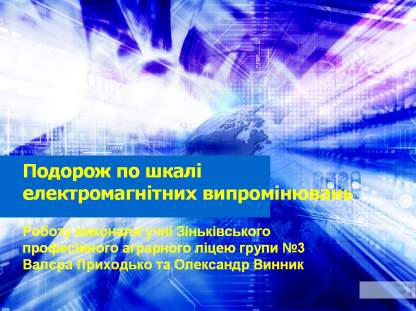 Подорож по шкалі
електромагнітних випромінювань
Роботу виконали учні Зіньківського
професійного аграрного ліцею групи №3
Валєра Приходько та Олександр Винник